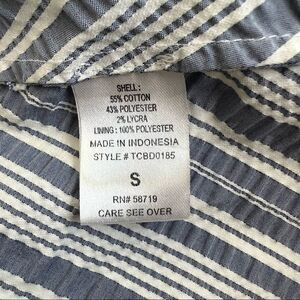 SHELL:
55% COTTON
43% POLYESTER
2% LYCRA
LINING: 100% POLYESTER
MADE IN INDONESIA
STYLE # TCBD0185
S
RN# 58719
CARE SEE OVER